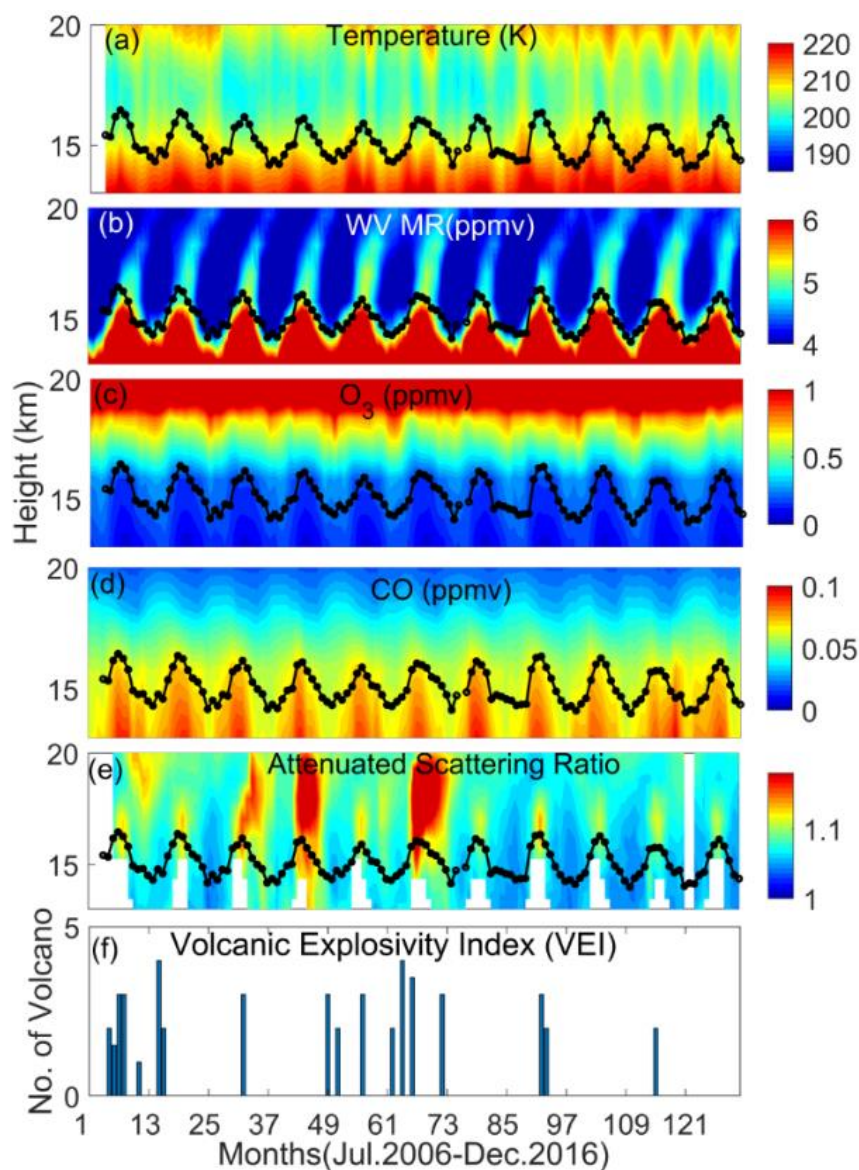 (a) Temperature (K)
20
15
220
210
200
190
(b) WV MR(ppmv)
20
15
6
5
4
(c) O3 (ppmv)
20
15
1
0.5
0
Height (km)
(d) CO (ppmv)
20
15
0.1
0.05
0
(e) Attenuated Scattering Ratio
20
15
1.1
1
(f) Volcanic Explosivity Index (VEI)
5
0
No. of Volcano
1 13 25 37 49 61 73 85 97 109 121
Months(Jul.2006-Dec.2016)